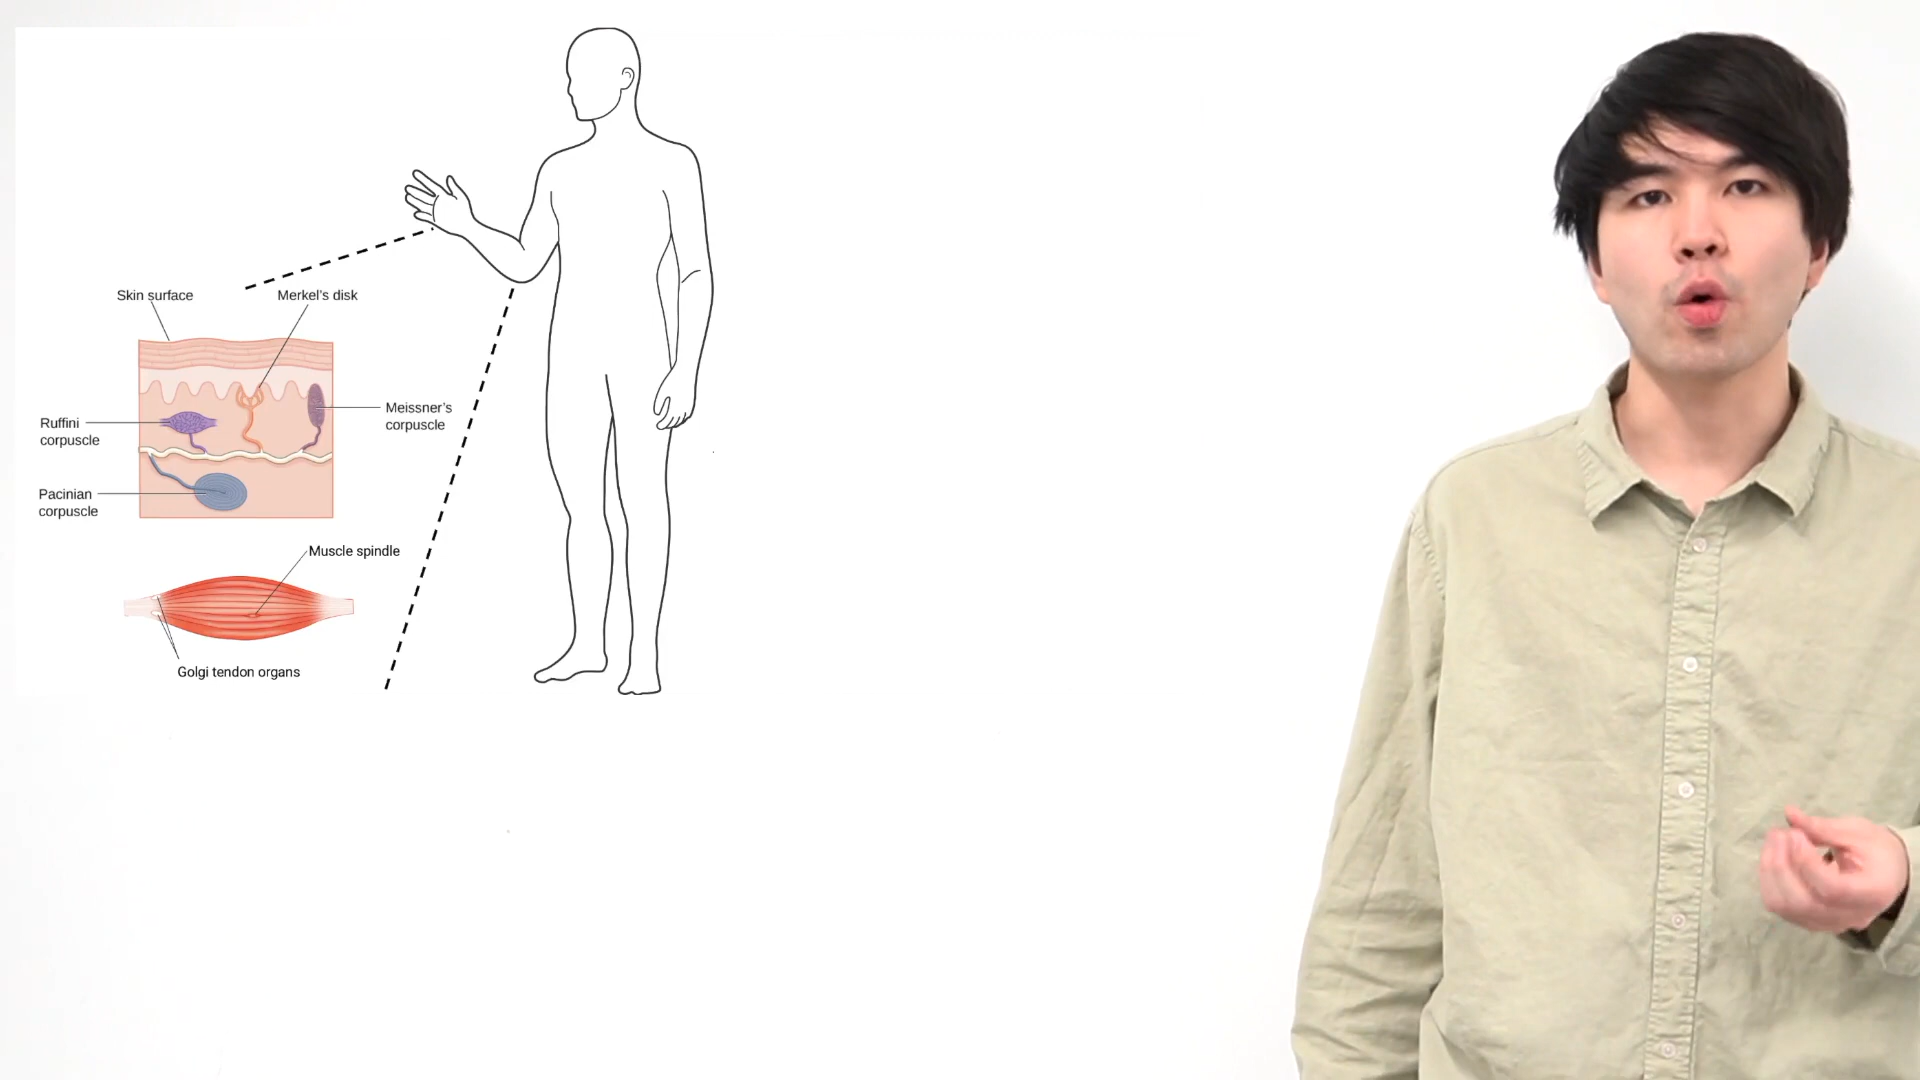 Skin surface
Merkel's disk
Meissner's
corpuscle
Ruffini
corpuscle
Pacinian
corpuscle
Muscle spindle
Golgi tendon organs